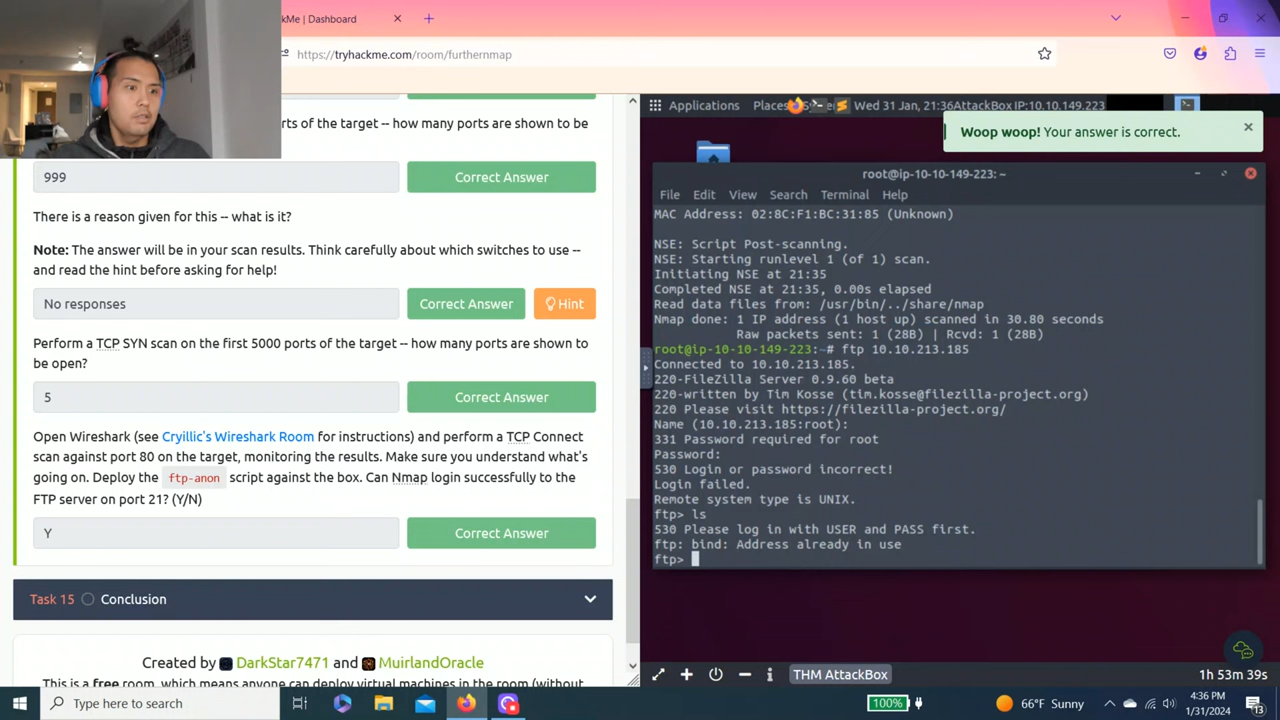 kMe | Dashboard
https://tryhackme.com/room/furthernmap
rts of the target -- how many ports are shown to be
999
Correct Answer
There is a reason given for this -- what is it?
Note: The answer will be in your scan results. Think carefully about which switches to use --
and read the hint before asking for help!
No responses
Correct Answer
Hint
Perform a TCP SYN scan on the first 5000 ports of the target -- how many ports are shown to
be open?
5
Correct Answer
Open Wireshark (see Cryillic's Wireshark Room for instructions) and perform a TCP Connect
scan against port 80 on the target, monitoring the results. Make sure you understand what's
going on. Deploy the ftp-anon script against the box. Can Nmap login successfully to the
FTP server on port 21? (Y/N)
Y
Correct Answer
Task 15
Conclusion
Created by DarkStar7471 and MuirlandOracle
This is a free room, which means anyone can deploy virtual machines in the room (without
Applications
Places
Wed 31 Jan, 21:36
AttackBox IP:10.10.149.223
Woop woop! Your answer is correct.
root@ip-10-10-149-223: ~
File Edit View Search Terminal Help
MAC Address: 02:8C:F1:BC:31:85 (Unknown)
NSE: Script Post-scanning.
NSE: Starting runlevel 1 (of 1) scan.
Initiating NSE at 21:35
Completed NSE at 21:35, 0.00s elapsed
Read data files from: /usr/bin/../share/nmap
Nmap done: 1 IP address (1 host up) scanned in 30.80 seconds
Raw packets sent: 1 (28B) | Rcvd: 1 (28B)
root@ip-10-10-149-223:~# ftp 10.10.213.185
Connected to 10.10.213.185.
220-FileZilla Server 0.9.60 beta
220-written by Tim Kosse (tim.kosse@filezilla-project.org)
220 Please visit https://filezilla-project.org/
Name (10.10.213.185:root):
331 Password required for root
Password:
530 Login or password incorrect!
Login failed.
Remote system type is UNIX.
ftp> ls
530 Please log in with USER and PASS first.
ftp: bind: Address already in use
ftp>
THM AttackBox
1h 53m 39s
Type here to search
100%
66°F Sunny
4:36 PM
1/31/2024
13